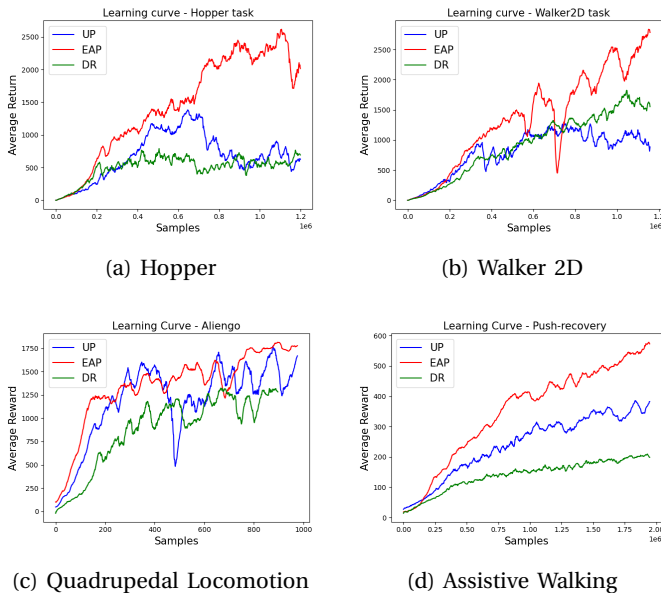 Learning curve - Hopper task
UP
EAP
DR
Average Return
2500
2000
1500
1000
500
0
0.0 0.2 0.4 0.6 0.8 1.0 1.2
1e6
Samples
(a) Hopper
Learning curve - Walker2D task
UP
EAP
DR
Average Return
2500
2000
1500
1000
500
0
0.0 0.2 0.4 0.6 0.8 1.0
1e6
Samples
(b) Walker 2D
Learning Curve - Aliengo
UP
EAP
DR
Average Reward
1750
1500
1250
1000
750
500
250
0
0 200 400 600 800 1000
Samples
(c) Quadrupedal Locomotion
Learning Curve - Push-recovery
UP
EAP
DR
Average Reward
600
500
400
300
200
100
0
0.00 0.25 0.50 0.75 1.00 1.25 1.50 1.75 2.00
1e6
Samples
(d) Assistive Walking